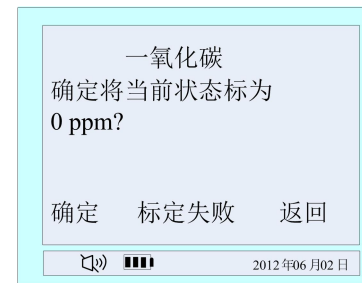 一氧化碳
确定将当前状态标为
0 ppm?
确定 标定失败 返回
2012年06月02日